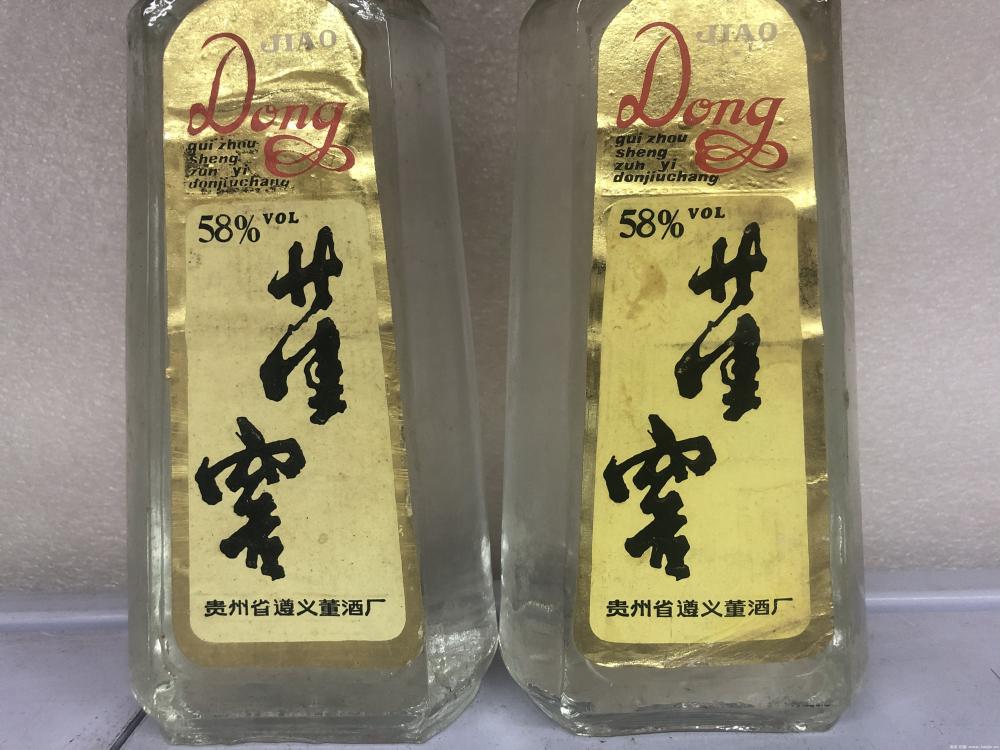 JIAO
Dong
gui zhou
sheng
zun yi
donjiuchang
58% VOL
董
窖
贵州省遵义董酒厂
JIAO
Dong
gui zhou
sheng
zun yi
donjiuchang
58% VOL
董
窖
贵州省遵义董酒厂